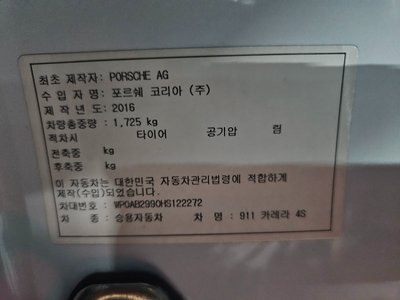 최초 제작자: PORSCHE AG
수 입 자 명: 포르쉐 코리아 (주)
제 작 년 도: 2016
차량총중량 : 1,725 kg
적차시 타이어 공기압 림
전축중 kg
후축중 kg
이 자동차는 대한민국 자동차관리법령에 적합하게
제작(수입)되었습니다.
차대번호: WP0AB2990HS122272
차 종: 승용자동차 차 명: 911 카레라 4S